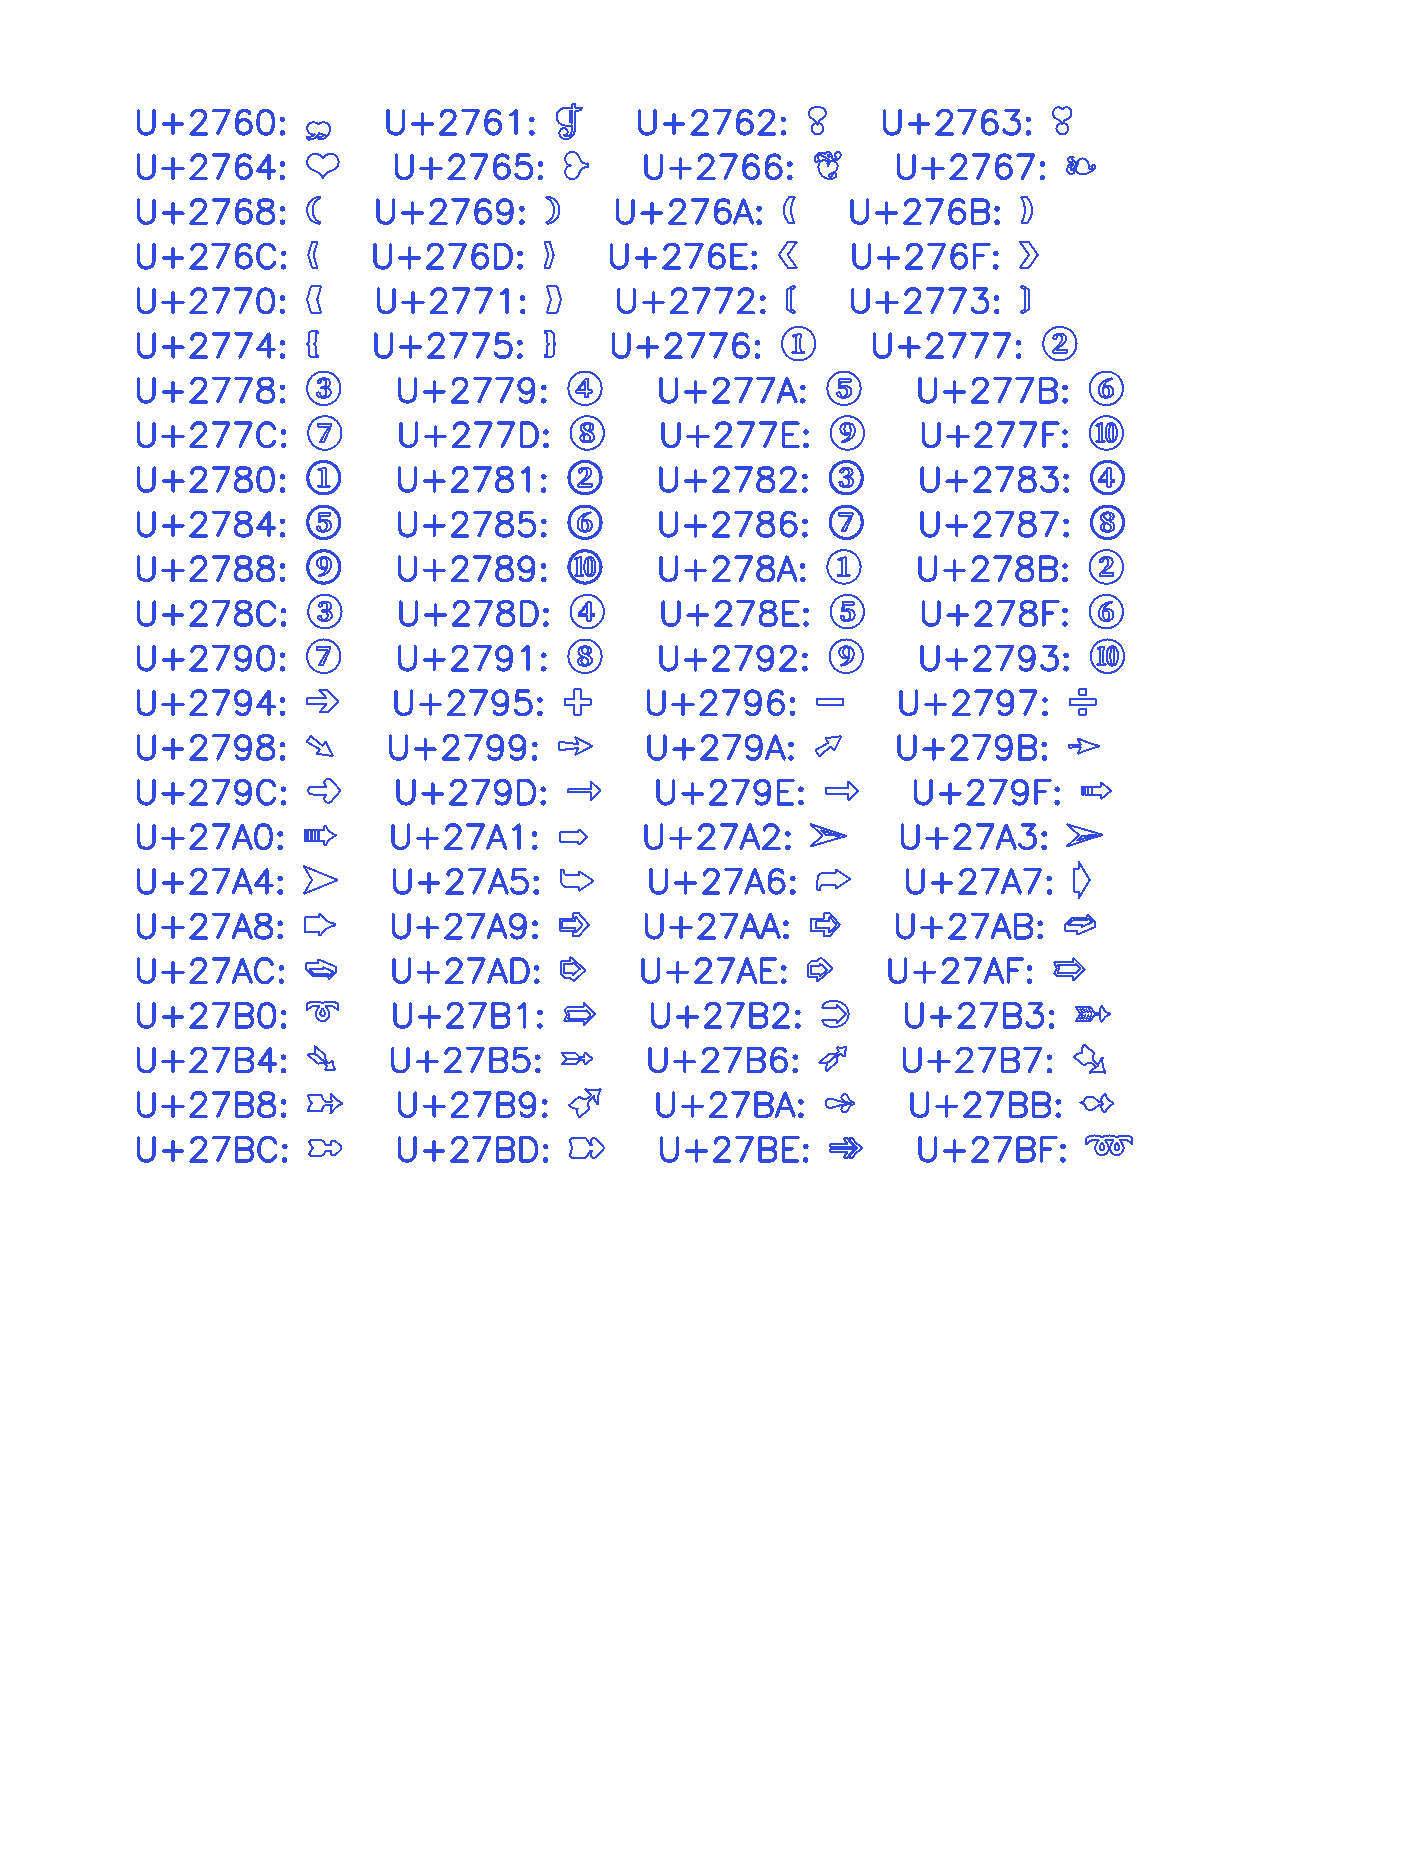 U+2760: ❠ U+2761: ❡ U+2762: ❢ U+2763: ❣
U+2764: ❤ U+2765: ❥ U+2766: ❦ U+2767: ❧
U+2768: ❨ U+2769: ❩ U+276A: ❪ U+276B: ❫
U+276C: ❬ U+276D: ❭ U+276E: ❮ U+276F: ❯
U+2770: ❰ U+2771: ❱ U+2772: ❲ U+2773: ❳
U+2774: ❴ U+2775: ❵ U+2776: ❶ U+2777: ❷
U+2778: ❸ U+2779: ❹ U+277A: ❺ U+277B: ❻
U+277C: ❼ U+277D: ❽ U+277E: ❾ U+277F: ❿
U+2780: ➀ U+2781: ➁ U+2782: ➂ U+2783: ➃
U+2784: ➄ U+2785: ➅ U+2786: ➆ U+2787: ➇
U+2788: ➈ U+2789: ➉ U+278A: ➊ U+278B: ➋
U+278C: ➌ U+278D: ➍ U+278E: ➎ U+278F: ➏
U+2790: ➐ U+2791: ➑ U+2792: ➒ U+2793: ➓
U+2794: ➔ U+2795: ➕ U+2796: ➖ U+2797: ➗
U+2798: ➘ U+2799: ➙ U+279A: ➚ U+279B: ➛
U+279C: ➜ U+279D: ➝ U+279E: ➞ U+279F: ➟
U+27A0: ➠ U+27A1: ➡ U+27A2: ➢ U+27A3: ➣
U+27A4: ➤ U+27A5: ➥ U+27A6: ➦ U+27A7: ➧
U+27A8: ➨ U+27A9: ➩ U+27AA: ➪ U+27AB: ➫
U+27AC: ➬ U+27AD: ➭ U+27AE: ➮ U+27AF: ➯
U+27B0: ➰ U+27B1: ➱ U+27B2: ➲ U+27B3: ➳
U+27B4: ➴ U+27B5: ➵ U+27B6: ➶ U+27B7: ➷
U+27B8: ➸ U+27B9: ➹ U+27BA: ➺ U+27BB: ➻
U+27BC: ➼ U+27BD: ➽ U+27BE: ➾ U+27BF: ➿